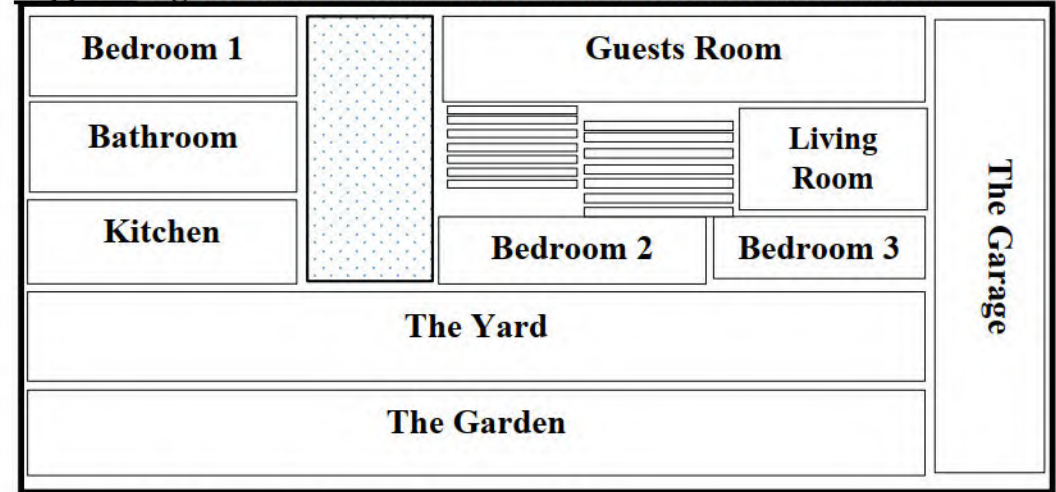 Bedroom 1
Guests Room
Bathroom
Living
Room
Kitchen
Bedroom 2
Bedroom 3
The Yard
The Garden
The Garage